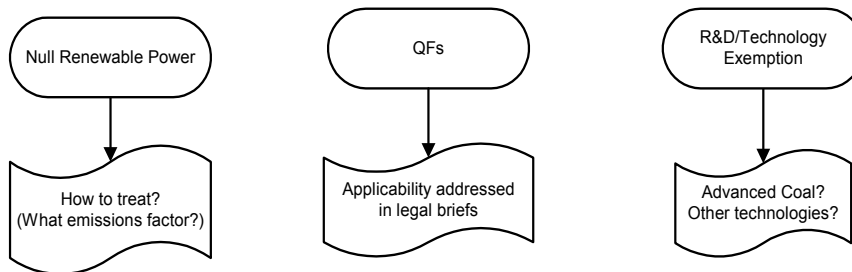 Null Renewable Power
How to treat?
(What emissions factor?)
QFs
Applicability addressed
in legal briefs
R&D/Technology
Exemption
Advanced Coal?
Other technologies?